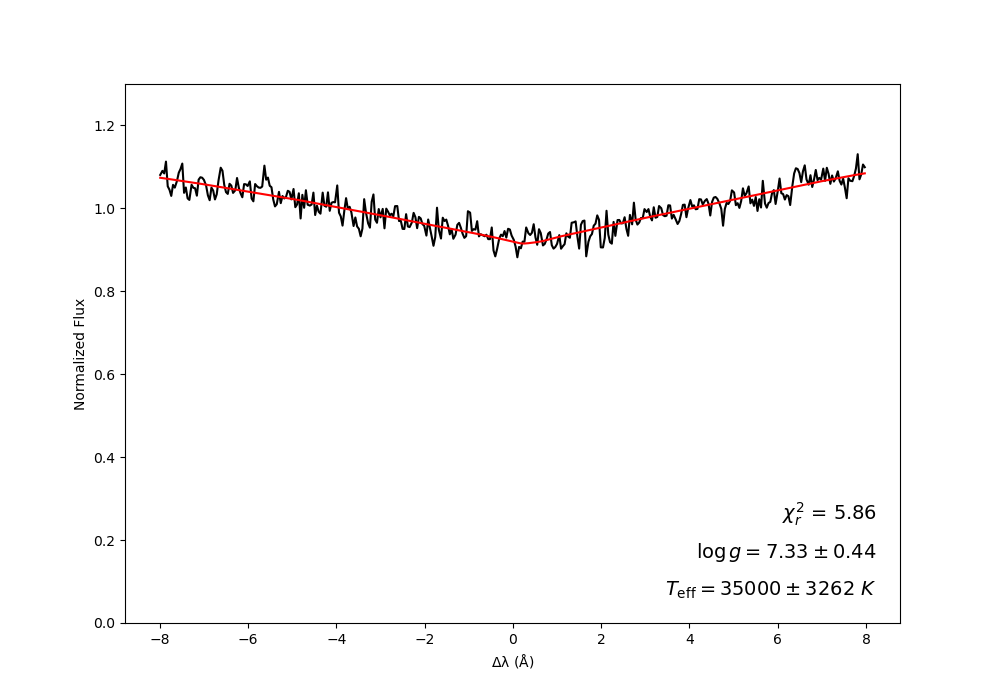 1.2
1.0
0.8
0.6
0.4
0.2
0.0
Normalized Flux
χ²ᵣ = 5.86
log g = 7.33 ± 0.44
T_eff = 35000 ± 3262 K
−8 −6 −4 −2 0 2 4 6 8
Δλ (Å)